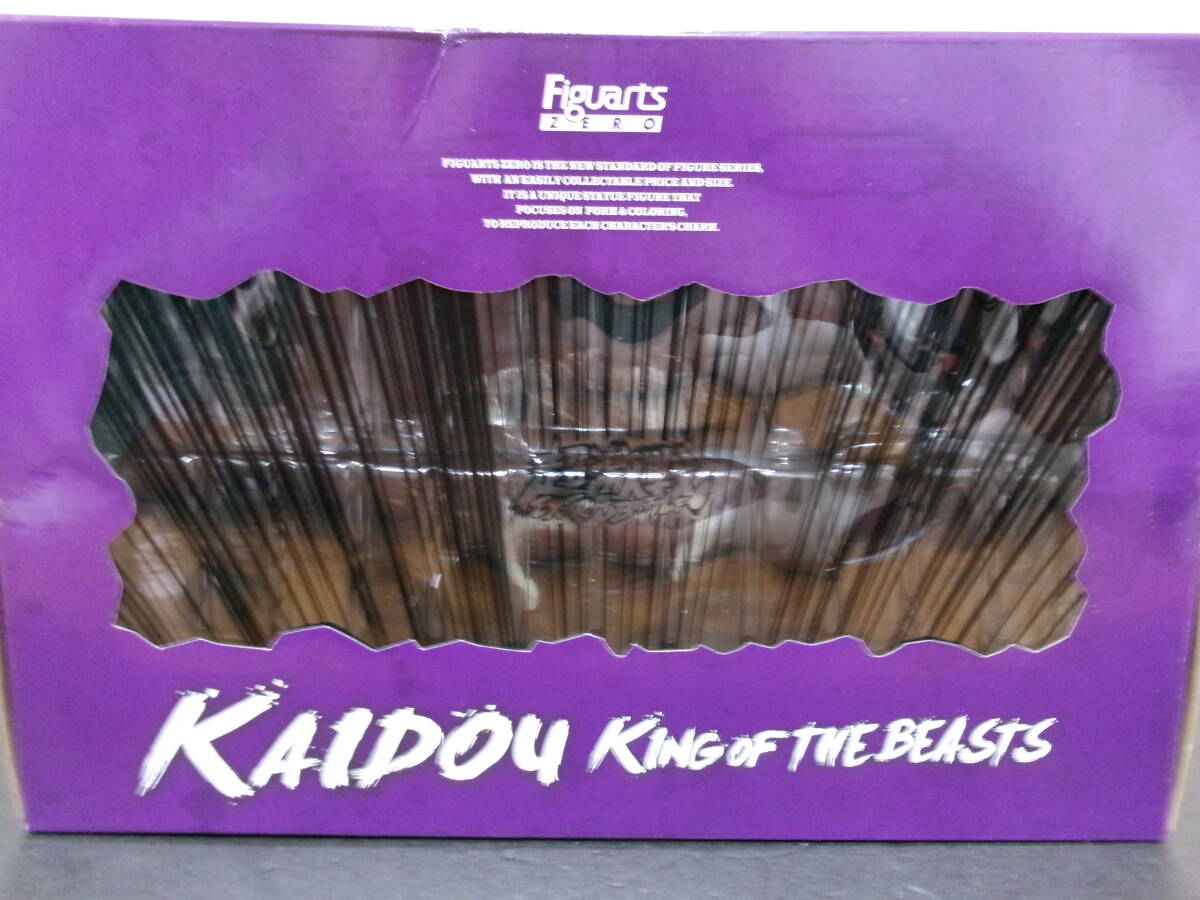 Figuarts
ZERO
FIGUARTS ZERO IS THE NEW STANDARD OF FIGURE SERIES,
WITH AN EASILY COLLECTABLE PRICE AND SIZE.
IT IS A UNIQUE STATUE FIGURE THAT
FOCUSES ON FORM & COLORING,
TO REPRODUCE EACH CHARACTER'S CHARM.
KAIDOU KING OF THE BEASTS